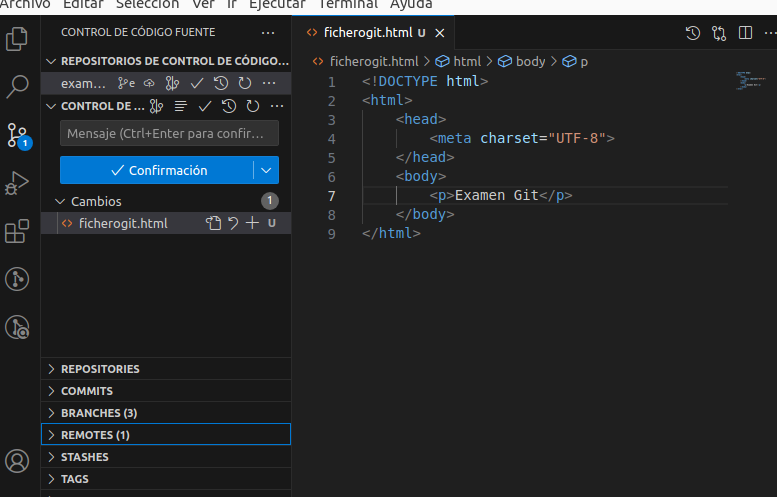 Archivo Editar Selección Ver Ir Ejecutar Terminal Ayuda
CONTROL DE CÓDIGO FUENTE ···
REPOSITORIOS DE CONTROL DE CÓDIGO...
exam... e ···
CONTROL DE ... ···
Mensaje (Ctrl+Enter para confir...
Confirmación
Cambios 1
ficherogit.html U
REPOSITORIES
COMMITS
BRANCHES (3)
REMOTES (1)
STASHES
TAGS
1
ficherogit.html U
ficherogit.html > html > body > p
1 <!DOCTYPE html>
2 <html>
3 <head>
4 <meta charset="UTF-8">
5 </head>
6 <body>
7 <p>Examen Git</p>
8 </body>
9 </html>